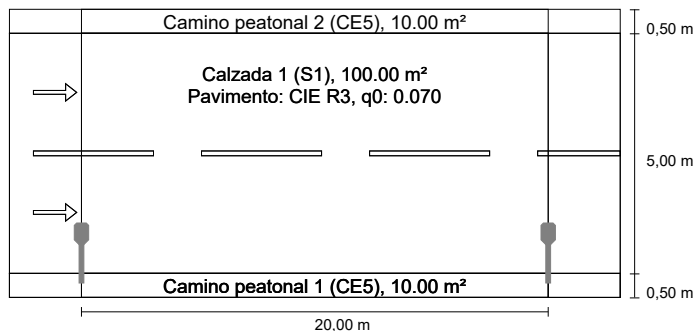 Camino peatonal 2 (CE5), 10.00 m²
0,50 m
Calzada 1 (S1), 100.00 m²
Pavimento: CIE R3, q0: 0.070
5,00 m
Camino peatonal 1 (CE5), 10.00 m²
0,50 m
20,00 m